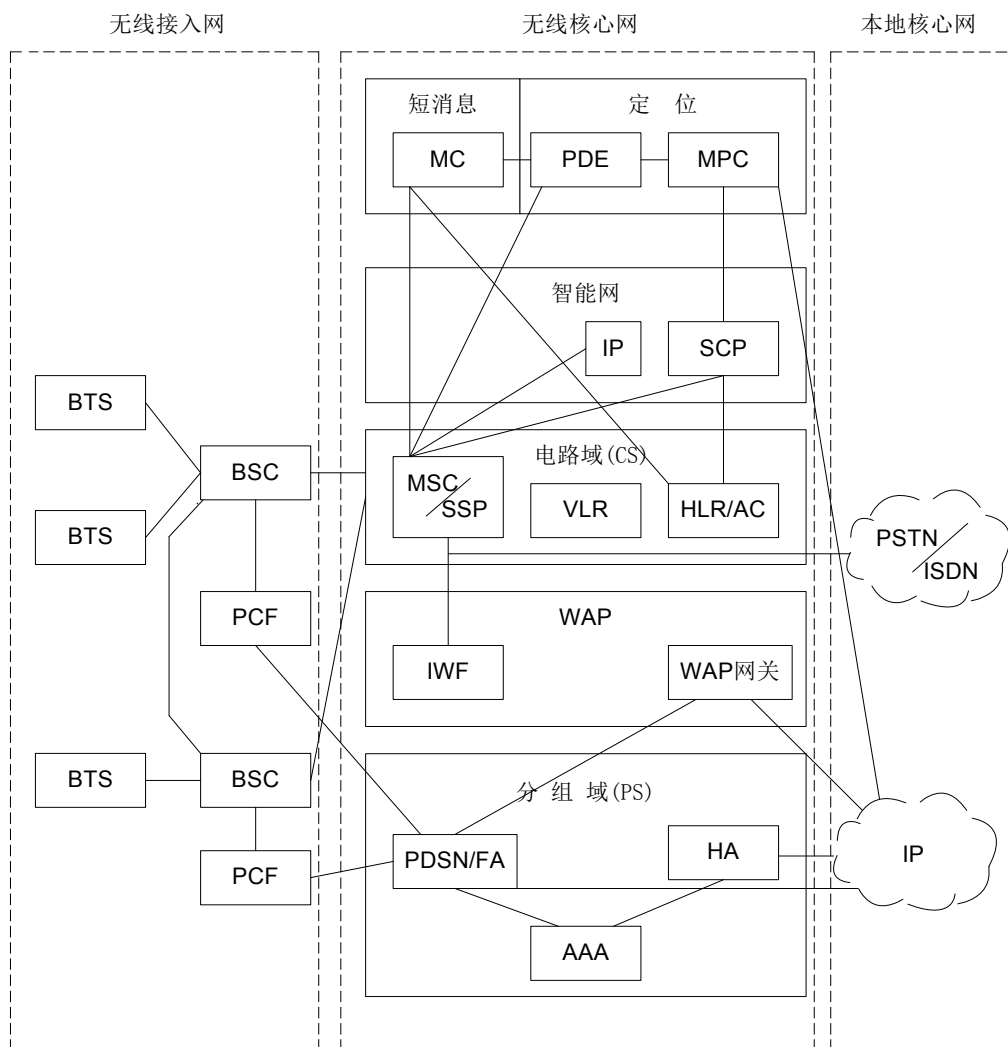 无线接入网
无线核心网
本地核心网
短消息
定 位
MC
PDE
MPC
智能网
IP
SCP
BTS
BSC
BTS
电路域(CS)
MSC
SSP
VLR
HLR/AC
PSTN
ISDN
PCF
WAP
IWF
WAP网关
BTS
BSC
PCF
分 组 域(PS)
PDSN/FA
HA
AAA
IP